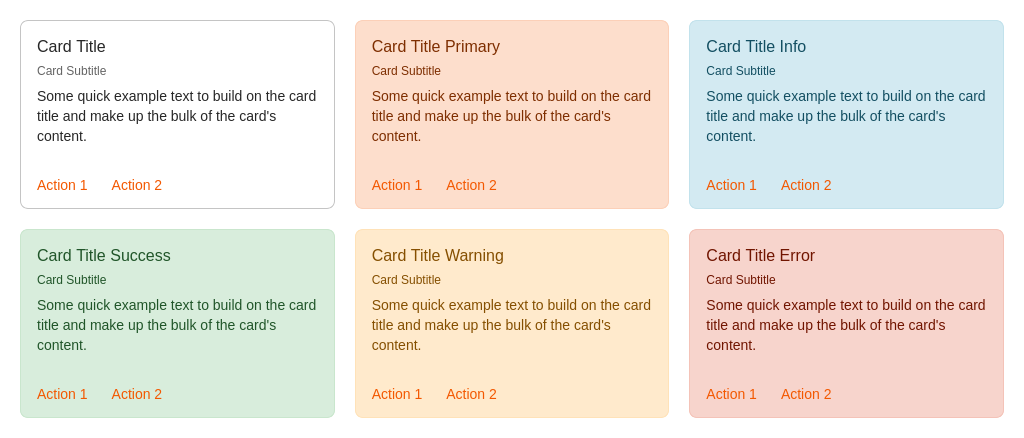 Card Title
Card Subtitle
Some quick example text to build on the card
title and make up the bulk of the card's
content.
Action 1 Action 2
Card Title Primary
Card Subtitle
Some quick example text to build on the card
title and make up the bulk of the card's
content.
Action 1 Action 2
Card Title Info
Card Subtitle
Some quick example text to build on the card
title and make up the bulk of the card's
content.
Action 1 Action 2
Card Title Success
Card Subtitle
Some quick example text to build on the card
title and make up the bulk of the card's
content.
Action 1 Action 2
Card Title Warning
Card Subtitle
Some quick example text to build on the card
title and make up the bulk of the card's
content.
Action 1 Action 2
Card Title Error
Card Subtitle
Some quick example text to build on the card
title and make up the bulk of the card's
content.
Action 1 Action 2